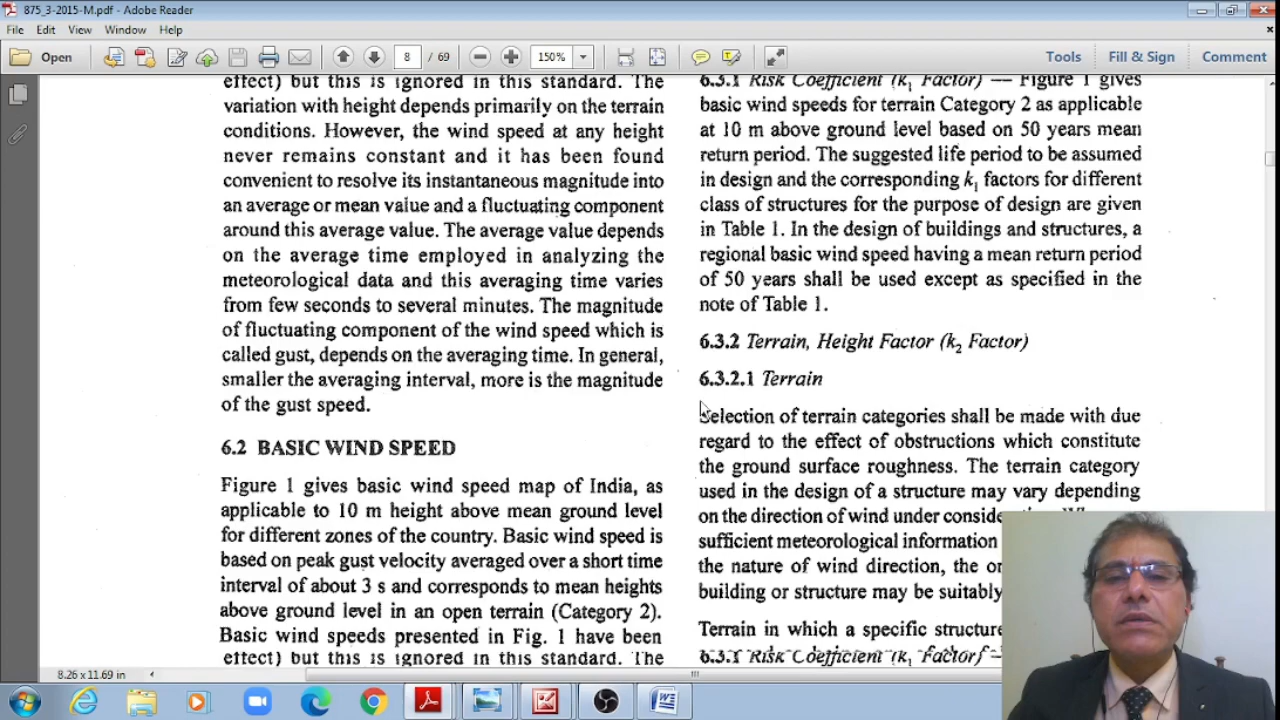 875_3-2015-M.pdf - Adobe Reader
File Edit View Window Help
Open 8 / 69 150% Tools Fill & Sign Comment
effect) but this is ignored in this standard. The
variation with height depends primarily on the terrain
conditions. However, the wind speed at any height
never remains constant and it has been found
convenient to resolve its instantaneous magnitude into
an average or mean value and a fluctuating component
around this average value. The average value depends
on the average time employed in analyzing the
meteorological data and this averaging time varies
from few seconds to several minutes. The magnitude
of fluctuating component of the wind speed which is
called gust, depends on the averaging time. In general,
smaller the averaging interval, more is the magnitude
of the gust speed.
6.2 BASIC WIND SPEED
Figure 1 gives basic wind speed map of India, as
applicable to 10 m height above mean ground level
for different zones of the country. Basic wind speed is
based on peak gust velocity averaged over a short time
interval of about 3 s and corresponds to mean heights
above ground level in an open terrain (Category 2).
Basic wind speeds presented in Fig. 1 have been
effect) but this is ignored in this standard. The
6.3.1 Risk Coefficient (k1 Factor) — Figure 1 gives
basic wind speeds for terrain Category 2 as applicable
at 10 m above ground level based on 50 years mean
return period. The suggested life period to be assumed
in design and the corresponding k1 factors for different
class of structures for the purpose of design are given
in Table 1. In the design of buildings and structures, a
regional basic wind speed having a mean return period
of 50 years shall be used except as specified in the
note of Table 1.
6.3.2 Terrain, Height Factor (k2 Factor)
6.3.2.1 Terrain
Selection of terrain categories shall be made with due
regard to the effect of obstructions which constitute
the ground surface roughness. The terrain category
used in the design of a structure may vary depending
on the direction of wind under
sufficient meteorological information
the nature of wind direction, the
building or structure may be suitably
Terrain in which a specific structure
6.3.1 Risk Coefficient (k1 Factor) —
8.26 x 11.69 in